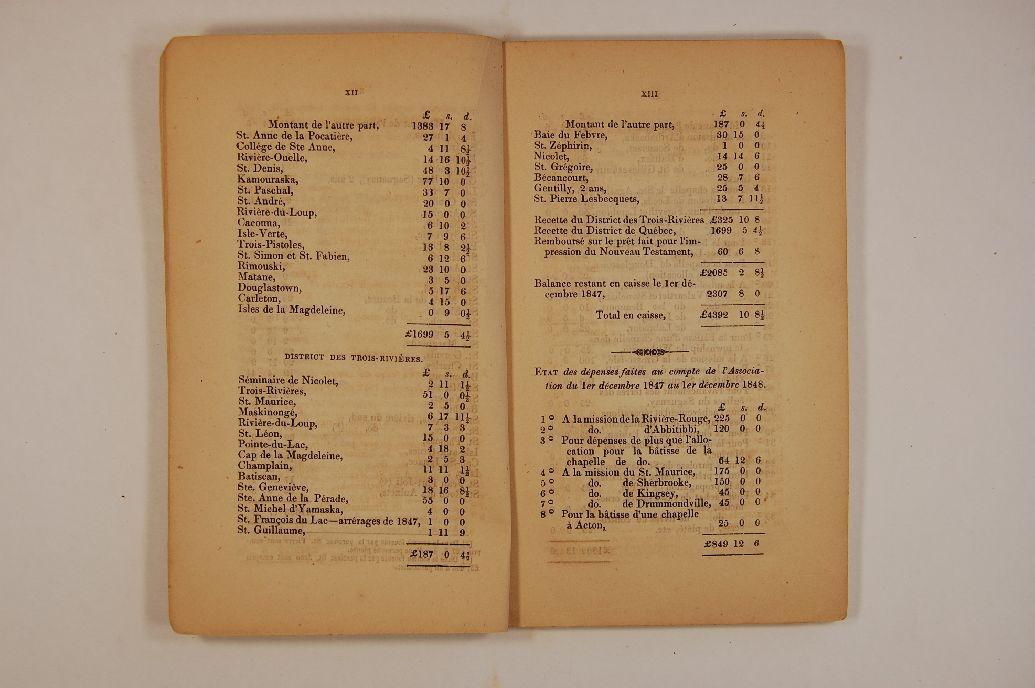 XII
£ s. d.
Montant de l'autre part, 1383 17 8
St. Anne de la Pocatière, 27 1 4
Collége de Ste Anne, 4 11 8½
Rivière-Ouelle, 14 16 10½
St. Denis, 48 3 10½
Kamouraska, 77 10 0
St. Paschal, 33 7 0
St. André, 20 0 0
Rivière-du-Loup, 15 0 0
Cacouna, 6 10 2
Isle-Verte, 7 9 6
Trois-Pistoles, 18 8 2½
St. Simon et St. Fabien, 6 12 6
Rimouski, 23 10 0
Matane, 3 5 0
Douglastown, 5 17 6
Carleton, 4 15 0
Isles de la Magdeleine, 0 9 0½
£1699 5 4½
DISTRICT DES TROIS-RIVIÈRES.
£ s. d.
Séminaire de Nicolet, 2 11 1½
Trois-Rivières, 51 0 0½
St. Maurice, 2 5 0
Maskinongé, 6 17 11½
Rivière-du-Loup, 7 3 3
St. Léon, 15 0 0
Pointe-du-Lac, 4 18 2
Cap de la Magdeleine, 2 5 3
Champlain, 11 11 1½
Batiscan, 3 0 0
Ste. Geneviève, 18 16 8½
Ste. Anne de la Pérade, 55 0 0
St. Michel d'Yamaska, 4 0 0
St. François du Lac—arrérages de 1847, 1 0 0
St. Guillaume, 1 11 9
£187 0 4½
XIII
£ s. d.
Montant de l'autre part, 187 0 4½
Baie du Febvre, 30 15 0
St. Zéphirin, 1 0 0
Nicolet, 14 14 6
St. Grégoire, 25 0 0
Bécancourt, 28 7 6
Gentilly, 2 ans, 25 5 4
St. Pierre Lesbecquets, 13 7 11½
Recette du District des Trois-Rivières £325 10 8
Recette du District de Québec, 1699 5 4½
Remboursé sur le prêt fait pour l'im-
pression du Nouveau Testament, 60 6 8
£2085 2 8½
Balance restant en caisse le 1er dé-
cembre 1847, 2307 8 0
Total en caisse, £4392 10 8½
ETAT des dépenses faites au compte de l'Associa-
tion du 1er décembre 1847 au 1er décembre 1848.
£ s. d.
1° A la mission de la Rivière-Rouge, 225 0 0
2° do. d'Abbitibbi, 120 0 0
3° Pour dépenses de plus que l'allo-
cation pour la bâtisse de la
chapelle de do. 64 12 6
4° A la mission du St. Maurice, 175 0 0
5° do. de Sherbrooke, 150 0 0
6° do. de Kingsey, 45 0 0
7° do. de Drummondville, 45 0 0
8° Pour la bâtisse d'une chapelle
à Acton, 25 0 0
£849 12 6